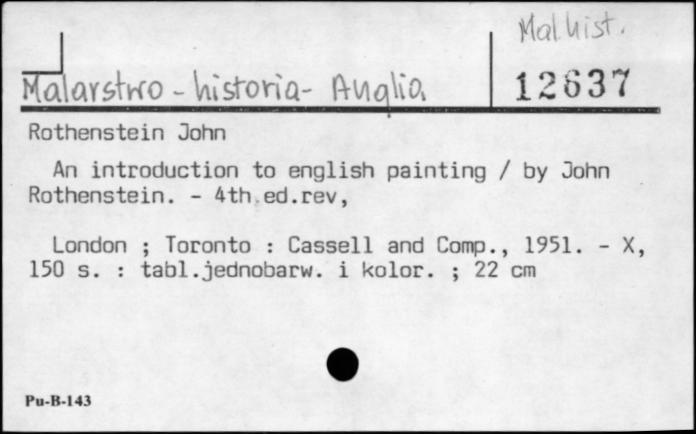 Mal hist.
Malarstwo - historia - Anglia
12637
Rothenstein John
An introduction to english painting / by John
Rothenstein. - 4th.ed.rev,
London ; Toronto : Cassell and Comp., 1951. - X,
150 s. : tabl.jednobarw. i kolor. ; 22 cm
Pu-B-143